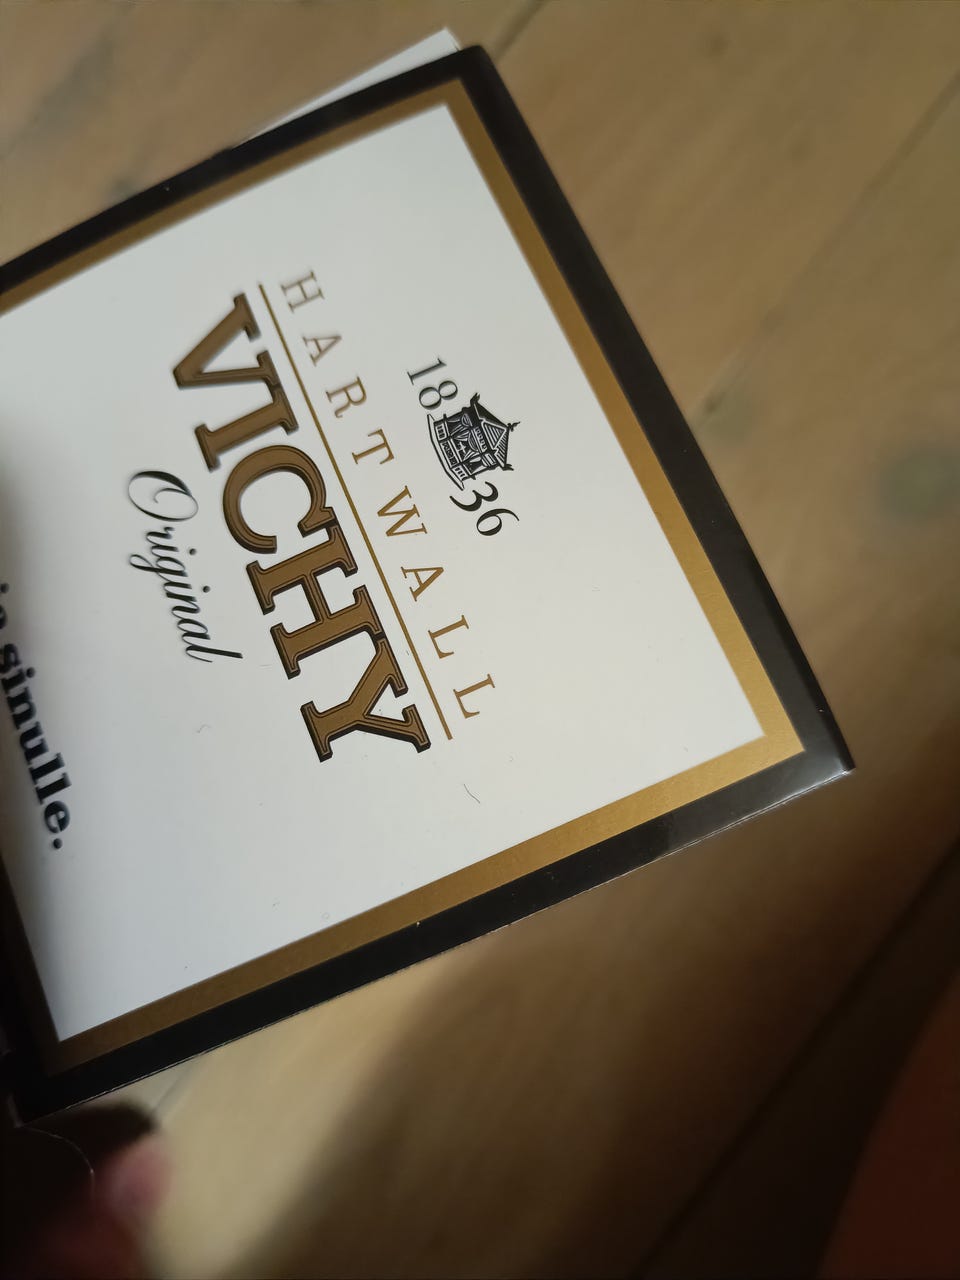 1836
HARTWALL
VICHY
Original
sinulle.